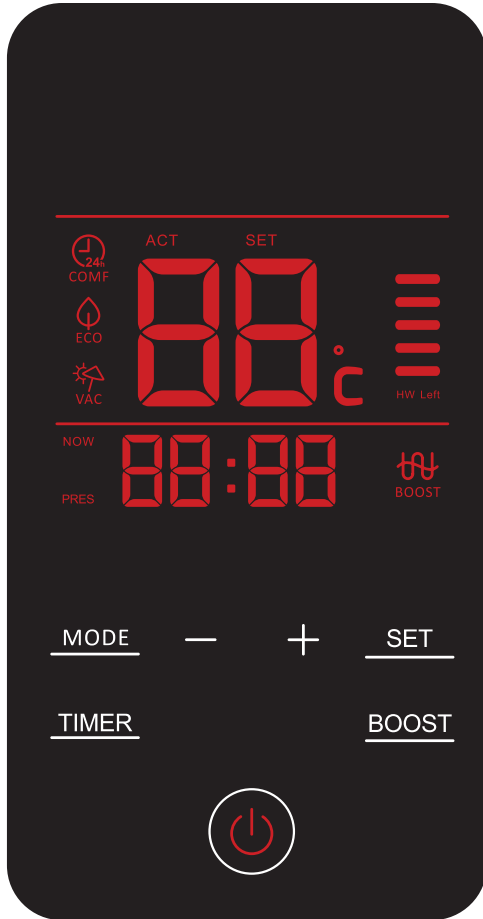 ACT SET
24h
COMF
88
°C
ECO
VAC
HW Left
NOW
88:88
PRES
BOOST
MODE — + SET
TIMER BOOST